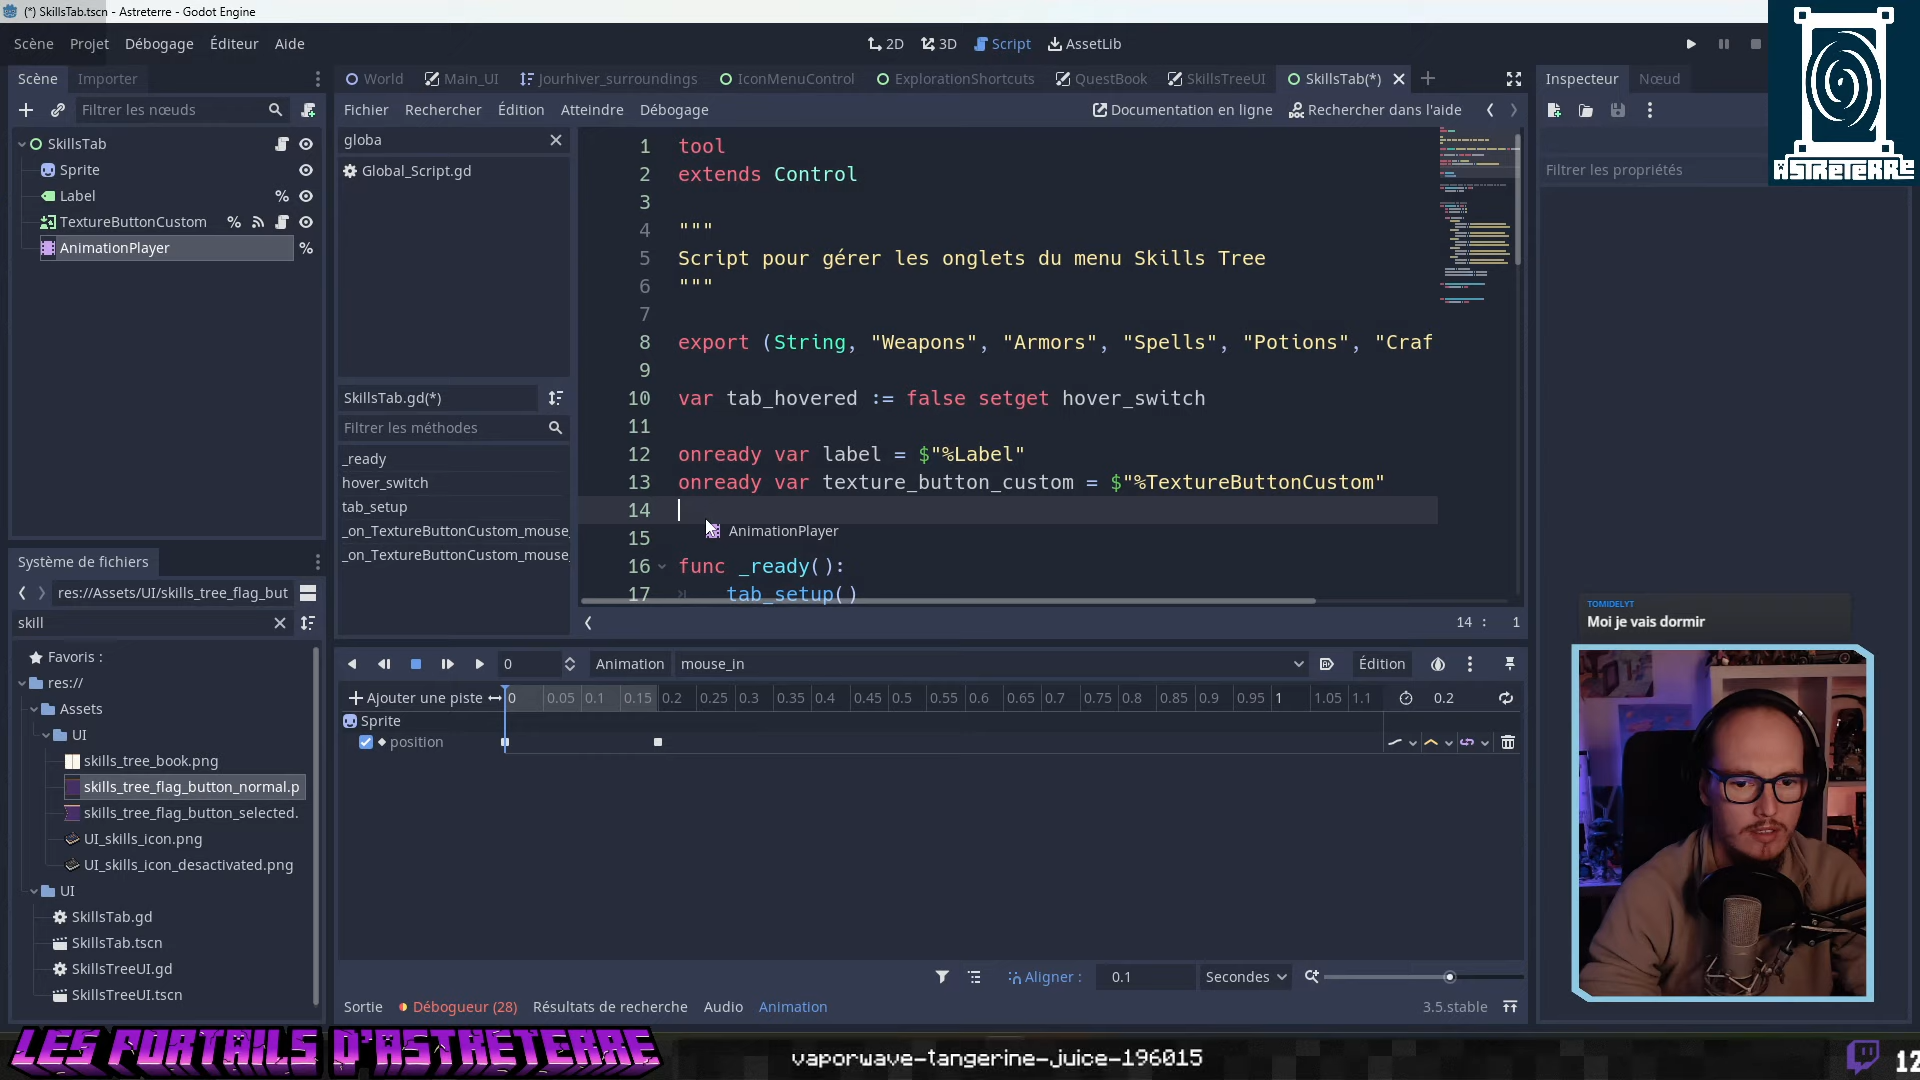 (*) SkillsTab.tscn - Astreterre - Godot Engine
Scène Projet Débogage Éditeur Aide
2D 3D Script AssetLib
ASTRETERRE
Scène Importer
World Main_UI Jourhiver_surroundings IconMenuControl ExplorationShortcuts QuestBook SkillsTreeUI SkillsTab(*)
Inspecteur Nœud
Filtrer les nœuds
Fichier Rechercher Édition Atteindre Débogage
Documentation en ligne Rechercher dans l'aide
Filtrer les propriétés
SkillsTab
Sprite
Label %
TextureButtonCustom %
AnimationPlayer %
globa
Global_Script.gd
SkillsTab.gd(*)
Filtrer les méthodes
_ready
hover_switch
tab_setup
_on_TextureButtonCustom_mouse_
_on_TextureButtonCustom_mouse_
1 tool
2 extends Control
3
4 """
5 Script pour gérer les onglets du menu Skills Tree
6 """
7
8 export (String, "Weapons", "Armors", "Spells", "Potions", "Craf
9
10 var tab_hovered := false setget hover_switch
11
12 onready var label = $"%Label"
13 onready var texture_button_custom = $"%TextureButtonCustom"
14
AnimationPlayer
15
16 func _ready():
17 tab_setup()
14 : 1
Système de fichiers
res://Assets/UI/skills_tree_flag_but
skill
Favoris :
res://
Assets
UI
skills_tree_book.png
skills_tree_flag_button_normal.p
skills_tree_flag_button_selected.
UI_skills_icon.png
UI_skills_icon_desactivated.png
UI
SkillsTab.gd
SkillsTab.tscn
SkillsTreeUI.gd
SkillsTreeUI.tscn
0 Animation mouse_in Édition
Ajouter une piste 0 0.05 0.1 0.15 0.2 0.25 0.3 0.35 0.4 0.45 0.5 0.55 0.6 0.65 0.7 0.75 0.8 0.85 0.9 0.95 1 1.05 1.1 0.2
Sprite
position
Aligner : 0.1 Secondes
Sortie Débogueur (28) Résultats de recherche Audio Animation 3.5.stable
TOMIDELYT
Moi je vais dormir
LES PORTAILS D'ASTRETERRE
vaporwave-tangerine-juice-196015
12